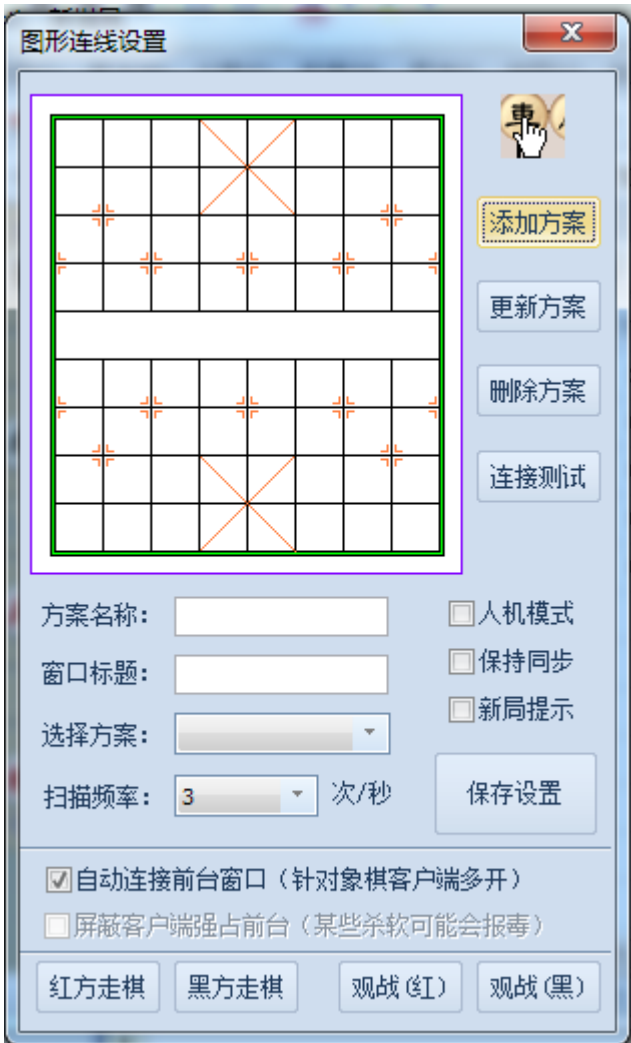 图形连线设置
添加方案
更新方案
删除方案
连接测试
方案名称:
人机模式
窗口标题:
保持同步
选择方案:
新局提示
扫描频率: 3 次/秒
保存设置
自动连接前台窗口（针对象棋客户端多开）
屏蔽客户端强占前台（某些杀软可能会报毒）
红方走棋 黑方走棋 观战(红) 观战(黑)